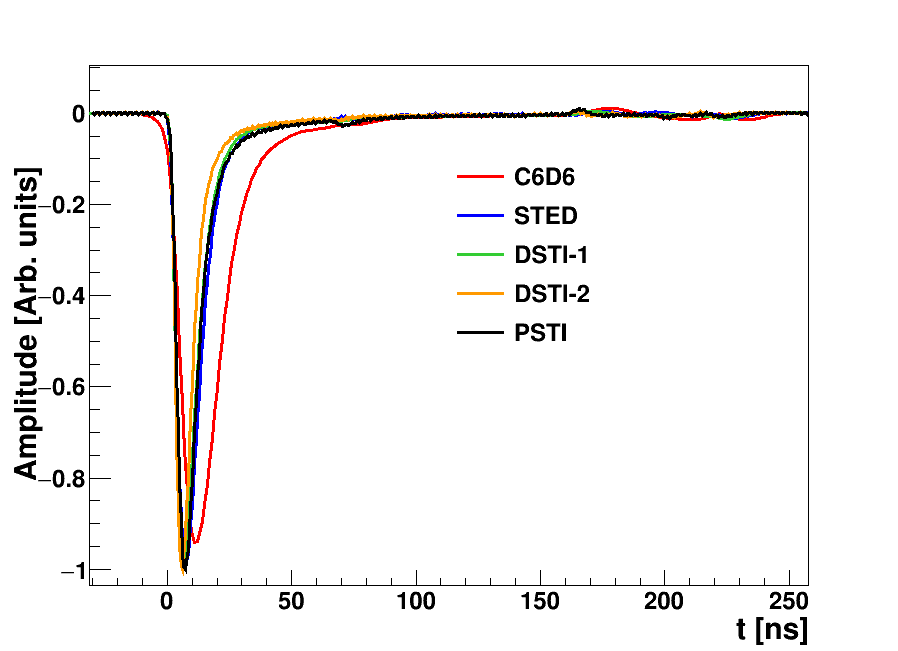 0
−0.2
−0.4
−0.6
−0.8
−1
Amplitude [Arb. units]
C6D6
STED
DSTI-1
DSTI-2
PSTI
0 50 100 150 200 250
t [ns]